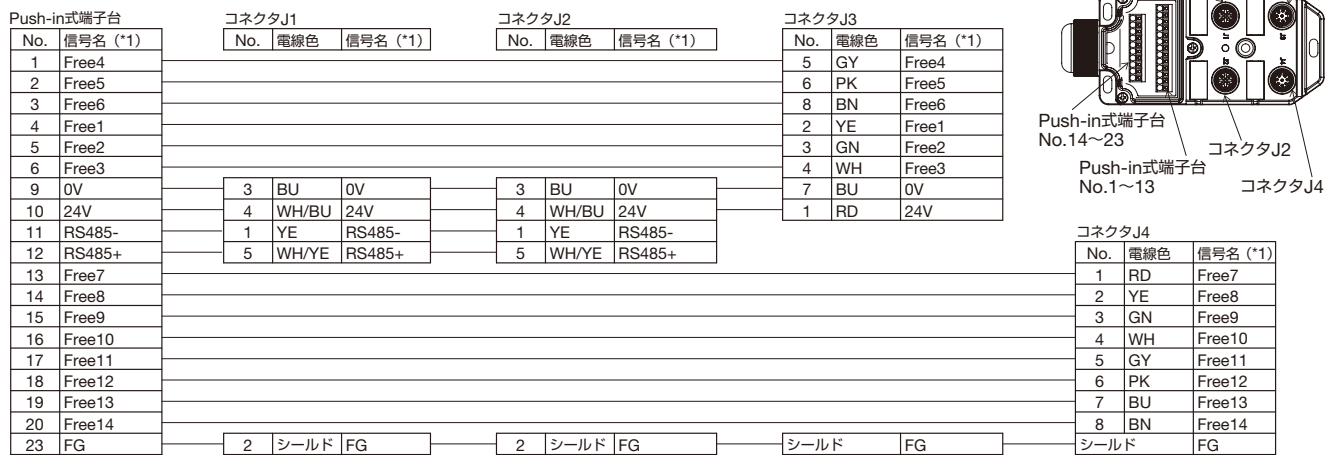 Push-in式端子台
No. 信号名 (*1)
1 Free4
2 Free5
3 Free6
4 Free1
5 Free2
6 Free3
9 0V
10 24V
11 RS485-
12 RS485+
13 Free7
14 Free8
15 Free9
16 Free10
17 Free11
18 Free12
19 Free13
20 Free14
23 FG
コネクタJ1
No. 電線色 信号名 (*1)
3 BU 0V
4 WH/BU 24V
1 YE RS485-
5 WH/YE RS485+
2 シールド FG
コネクタJ2
No. 電線色 信号名 (*1)
3 BU 0V
4 WH/BU 24V
1 YE RS485-
5 WH/YE RS485+
2 シールド FG
コネクタJ3
No. 電線色 信号名 (*1)
5 GY Free4
6 PK Free5
8 BN Free6
2 YE Free1
3 GN Free2
4 WH Free3
7 BU 0V
1 RD 24V
シールド FG
Push-in式端子台
No.14～23
コネクタJ2
Push-in式端子台
No.1～13
コネクタJ4
コネクタJ4
No. 電線色 信号名 (*1)
1 RD Free7
2 YE Free8
3 GN Free9
4 WH Free10
5 GY Free11
6 PK Free12
7 BU Free13
8 BN Free14
シールド FG